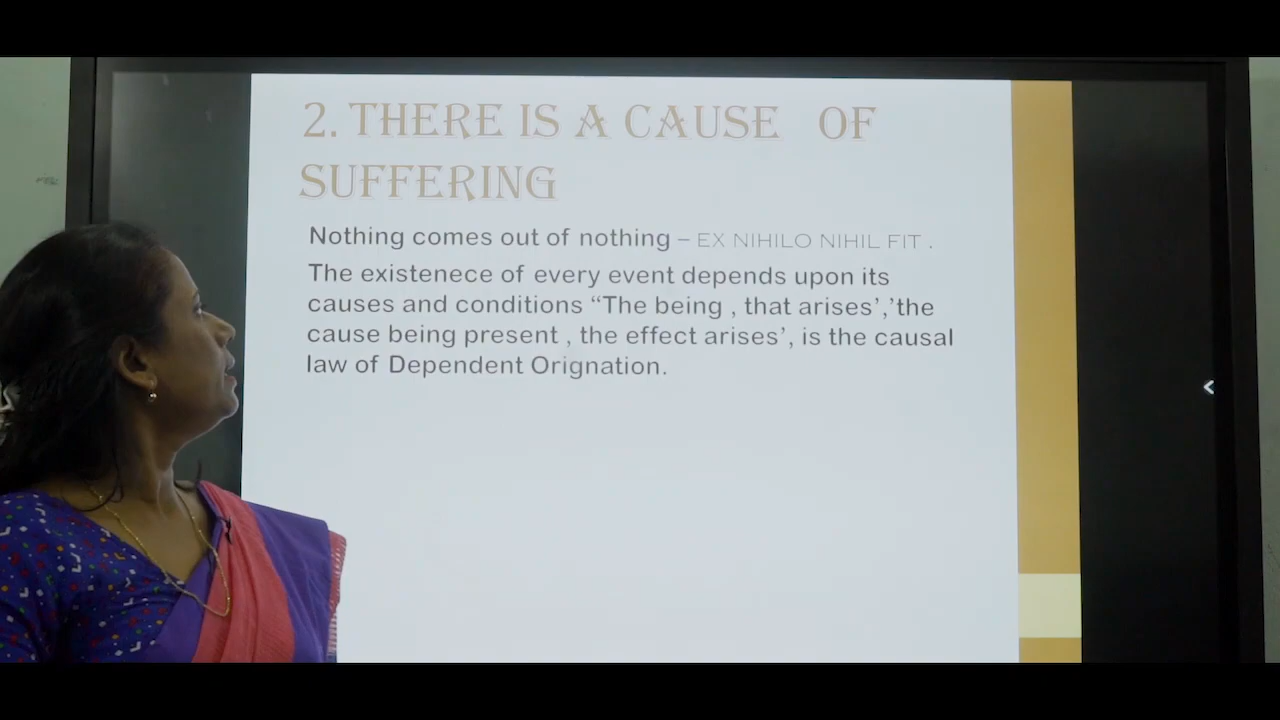 2. THERE IS A CAUSE OF
SUFFERING
Nothing comes out of nothing – EX NIHILO NIHIL FIT .
The existenece of every event depends upon its
causes and conditions “The being , that arises’,’the
cause being present , the effect arises’, is the causal
law of Dependent Orignation.